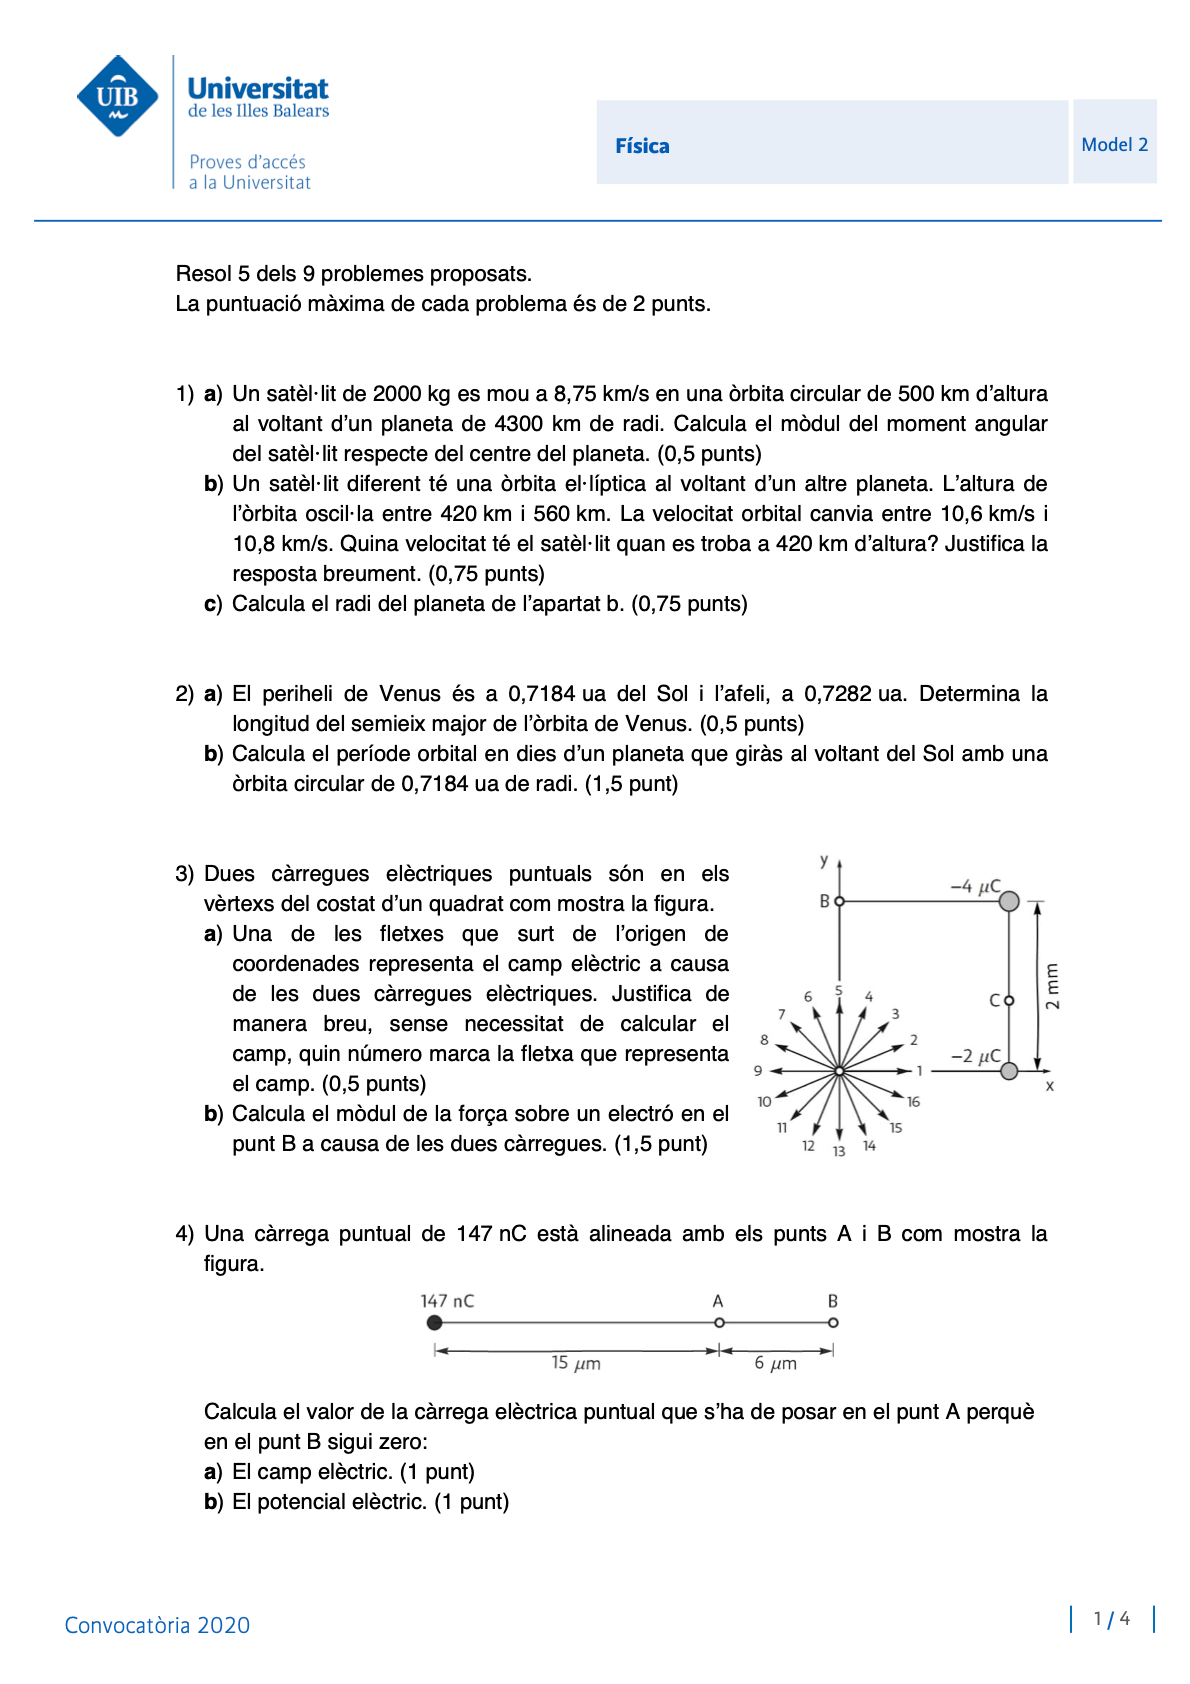 UIB
Universitat
de les Illes Balears
Proves d'accés
a la Universitat
Física
Model 2
Resol 5 dels 9 problemes proposats.
La puntuació màxima de cada problema és de 2 punts.
1) a) Un satèl·lit de 2000 kg es mou a 8,75 km/s en una òrbita circular de 500 km d'altura
al voltant d'un planeta de 4300 km de radi. Calcula el mòdul del moment angular
del satèl·lit respecte del centre del planeta. (0,5 punts)
b) Un satèl·lit diferent té una òrbita el·líptica al voltant d'un altre planeta. L'altura de
l'òrbita oscil·la entre 420 km i 560 km. La velocitat orbital canvia entre 10,6 km/s i
10,8 km/s. Quina velocitat té el satèl·lit quan es troba a 420 km d'altura? Justifica la
resposta breument. (0,75 punts)
c) Calcula el radi del planeta de l'apartat b. (0,75 punts)
2) a) El periheli de Venus és a 0,7184 ua del Sol i l'afeli, a 0,7282 ua. Determina la
longitud del semieix major de l'òrbita de Venus. (0,5 punts)
b) Calcula el període orbital en dies d'un planeta que giràs al voltant del Sol amb una
òrbita circular de 0,7184 ua de radi. (1,5 punt)
3) Dues càrregues elèctriques puntuals són en els
vèrtexs del costat d'un quadrat com mostra la figura.
a) Una de les fletxes que surt de l'origen de
coordenades representa el camp elèctric a causa
de les dues càrregues elèctriques. Justifica de
manera breu, sense necessitat de calcular el
camp, quin número marca la fletxa que representa
el camp. (0,5 punts)
b) Calcula el mòdul de la força sobre un electró en el
punt B a causa de les dues càrregues. (1,5 punt)
y
B
−4 μC
C
2 mm
−2 μC
x
1
2
3
4
5
6
7
8
9
10
11
12
13
14
15
16
4) Una càrrega puntual de 147 nC està alineada amb els punts A i B com mostra la
figura.
147 nC A B
15 μm 6 μm
Calcula el valor de la càrrega elèctrica puntual que s'ha de posar en el punt A perquè
en el punt B sigui zero:
a) El camp elèctric. (1 punt)
b) El potencial elèctric. (1 punt)
Convocatòria 2020
1 / 4